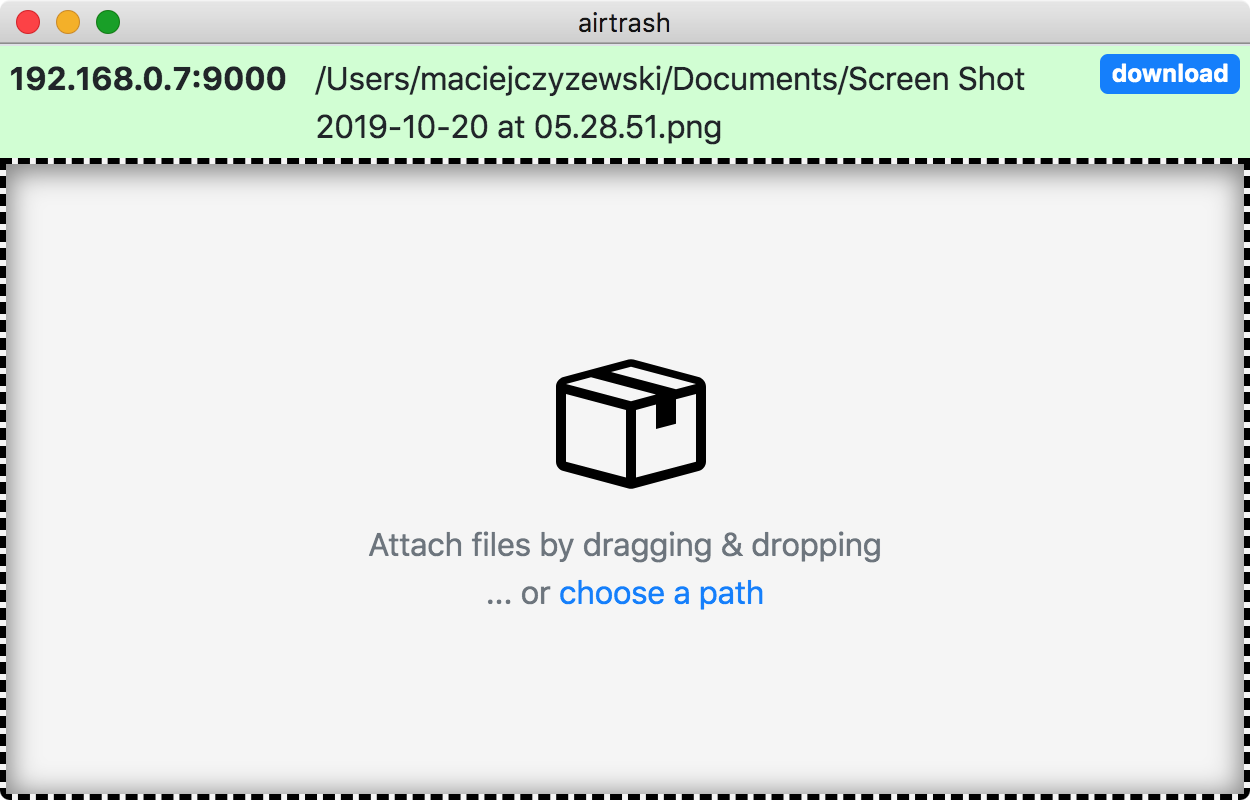 airtrash
192.168.0.7:9000 /Users/maciejczyzewski/Documents/Screen Shot download
2019-10-20 at 05.28.51.png
Attach files by dragging & dropping
... or choose a path